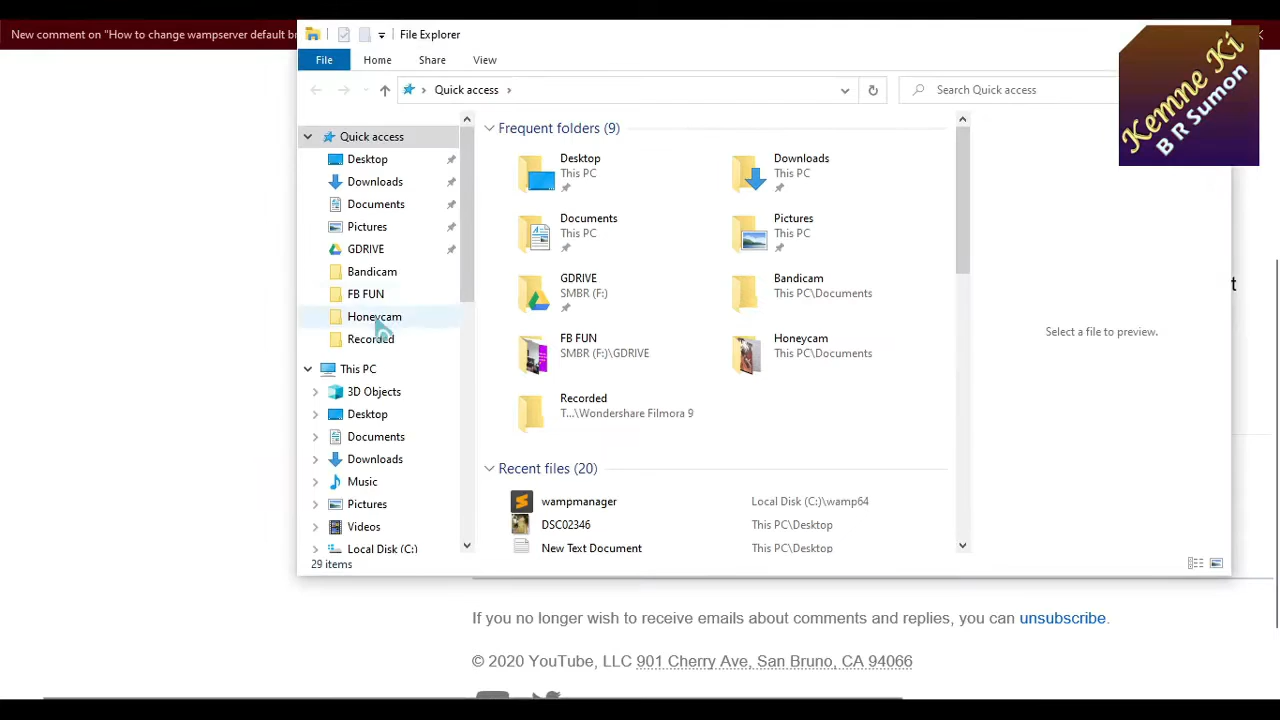 New comment on "How to change wampserver default br
File Explorer
File
Home
Share
View
Quick access
Search Quick access
Kemne Ki
B R Sumon
Quick access
Desktop
Downloads
Documents
Pictures
GDRIVE
Bandicam
FB FUN
Honeycam
Recorded
This PC
3D Objects
Desktop
Documents
Downloads
Music
Pictures
Videos
Local Disk (C:)
Frequent folders (9)
Desktop
This PC
Downloads
This PC
Documents
This PC
Pictures
This PC
GDRIVE
SMBR (F:)
Bandicam
This PC\Documents
FB FUN
SMBR (F:)\GDRIVE
Honeycam
This PC\Documents
Recorded
T...\Wondershare Filmora 9
Recent files (20)
wampmanager
Local Disk (C:)\wamp64
DSC02346
This PC\Desktop
New Text Document
This PC\Desktop
Select a file to preview.
29 items
If you no longer wish to receive emails about comments and replies, you can unsubscribe.
© 2020 YouTube, LLC 901 Cherry Ave, San Bruno, CA 94066